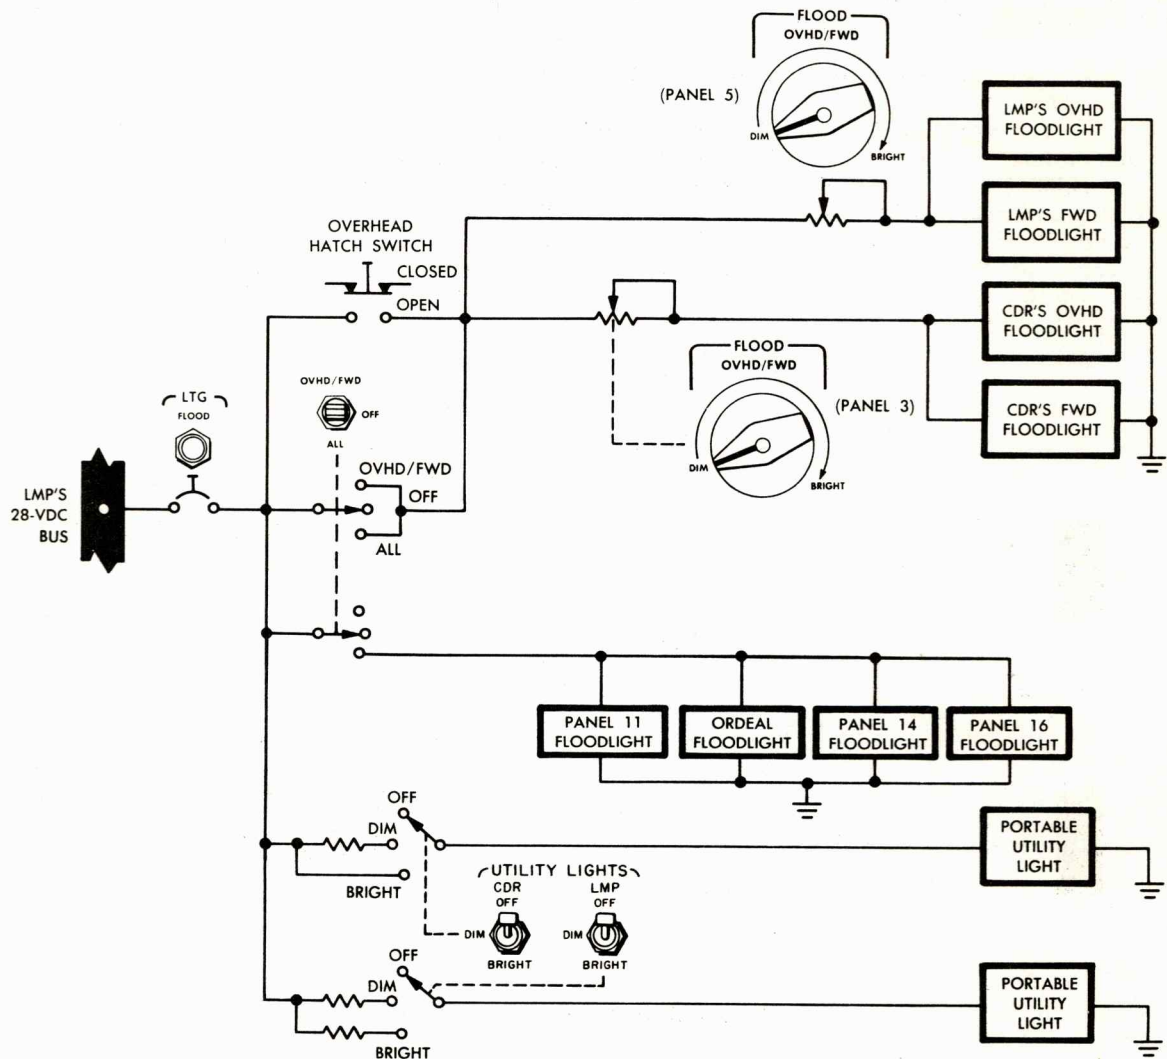 FLOOD
OVHD/FWD
(PANEL 5)
DIM
BRIGHT
LMP'S OVHD
FLOODLIGHT
LMP'S FWD
FLOODLIGHT
OVERHEAD
HATCH SWITCH
CLOSED
OPEN
CDR'S OVHD
FLOODLIGHT
FLOOD
OVHD/FWD
(PANEL 3)
DIM
BRIGHT
CDR'S FWD
FLOODLIGHT
LTG
FLOOD
OVHD/FWD
OFF
ALL
OVHD/FWD
OFF
ALL
LMP'S
28-VDC
BUS
PANEL 11
FLOODLIGHT
ORDEAL
FLOODLIGHT
PANEL 14
FLOODLIGHT
PANEL 16
FLOODLIGHT
OFF
DIM
BRIGHT
PORTABLE
UTILITY
LIGHT
UTILITY LIGHTS
CDR
OFF
DIM
BRIGHT
LMP
OFF
DIM
BRIGHT
OFF
DIM
BRIGHT
PORTABLE
UTILITY
LIGHT